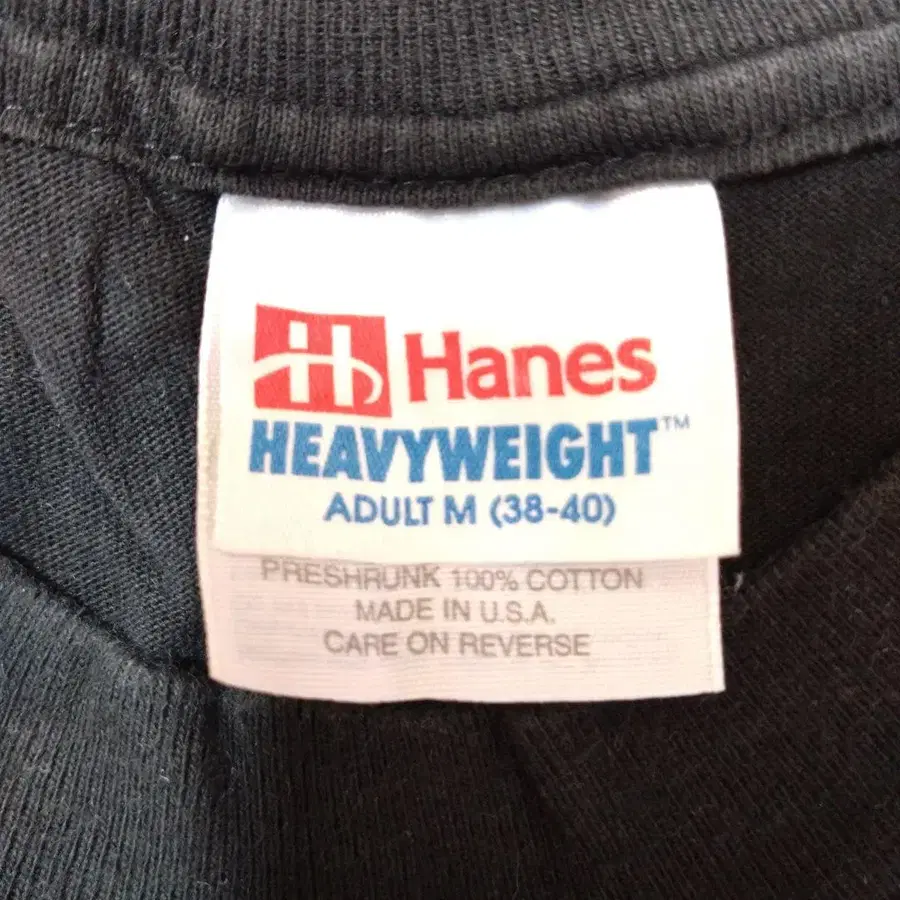 H Hanes
HEAVYWEIGHT™
ADULT M (38-40)
PRESHRUNK 100% COTTON
MADE IN U.S.A.
CARE ON REVERSE